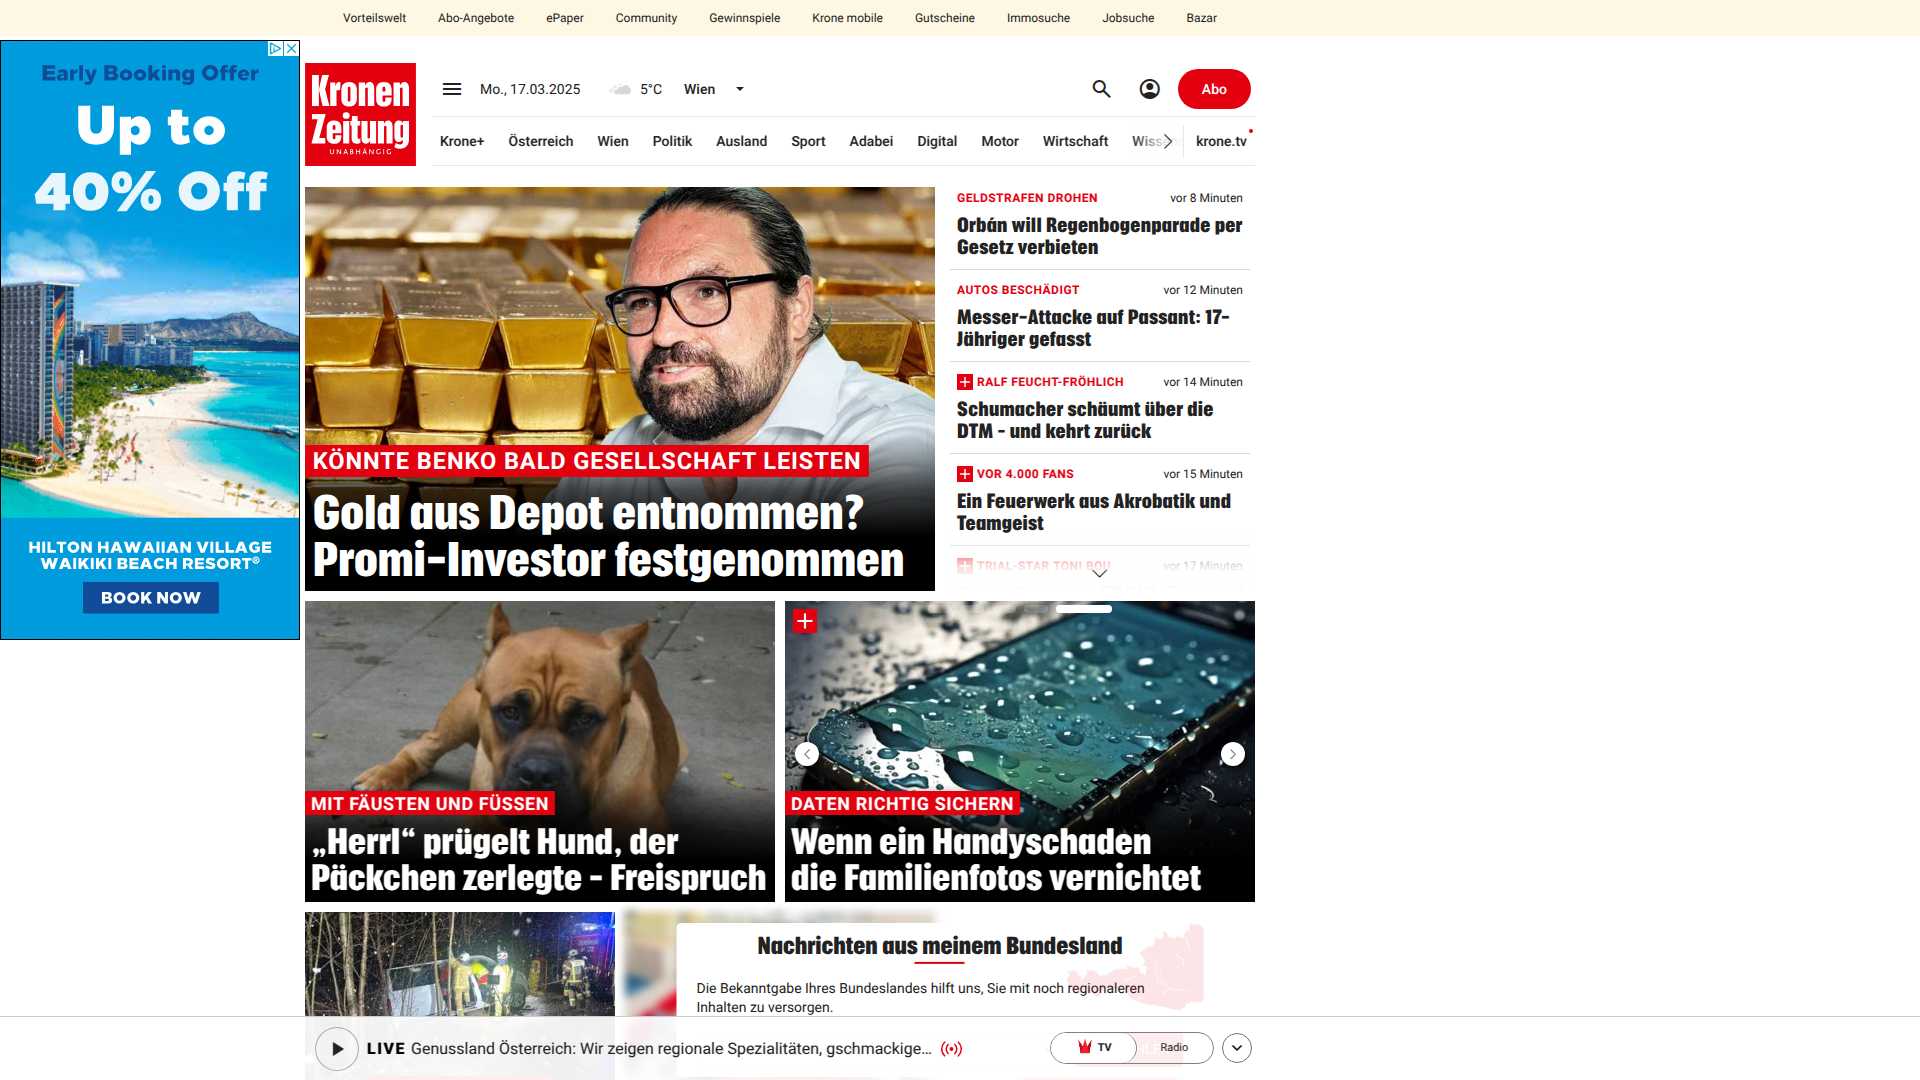 Vorteilswelt Abo-Angebote ePaper Community Gewinnspiele Krone mobile Gutscheine Immosuche Jobsuche Bazar
Early Booking Offer
Up to
40% Off
HILTON HAWAIIAN VILLAGE
WAIKIKI BEACH RESORT®
BOOK NOW
Kronen
Zeitung
UNABHÄNGIG
Mo., 17.03.2025 5°C Wien
Abo
Krone+ Österreich Wien Politik Ausland Sport Adabei Digital Motor Wirtschaft krone.tv
KÖNNTE BENKO BALD GESELLSCHAFT LEISTEN
Gold aus Depot entnommen?
Promi-Investor festgenommen
GELDSTRAFEN DROHEN vor 8 Minuten
Orbán will Regenbogenparade per
Gesetz verbieten
AUTOS BESCHÄDIGT vor 12 Minuten
Messer-Attacke auf Passant: 17-
Jähriger gefasst
RALF FEUCHT-FRÖHLICH vor 14 Minuten
Schumacher schäumt über die
DTM - und kehrt zurück
VOR 4.000 FANS vor 15 Minuten
Ein Feuerwerk aus Akrobatik und
Teamgeist
TRIAL-STAR TONI BOU vor 17 Minuten
MIT FÄUSTEN UND FÜSSEN
„Herrl“ prügelt Hund, der
Päckchen zerlegte - Freispruch
DATEN RICHTIG SICHERN
Wenn ein Handyschaden
die Familienfotos vernichtet
Nachrichten aus meinem Bundesland
Die Bekanntgabe Ihres Bundeslandes hilft uns, Sie mit noch regionaleren
Inhalten zu versorgen.
LIVE Genussland Österreich: Wir zeigen regionale Spezialitäten, gschmackige...
TV Radio